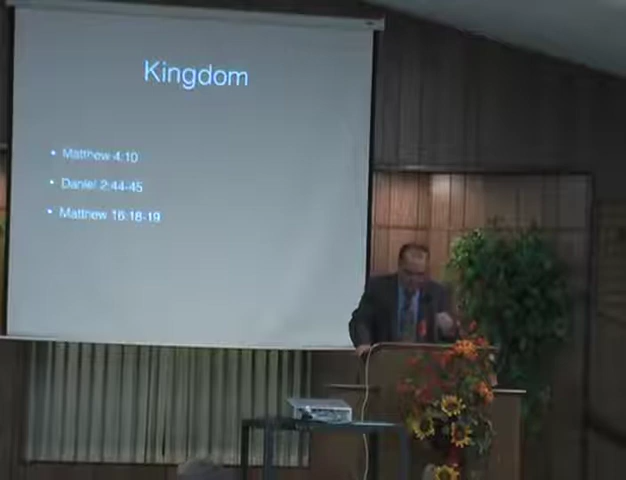 Kingdom
• Matthew 4:10
• Daniel 2:44-45
• Matthew 16:18-19